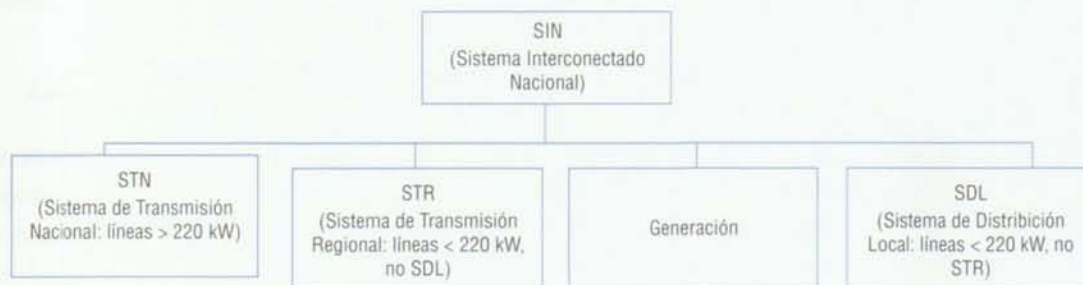 SIN
(Sistema Interconectado
Nacional)
STN
(Sistema de Transmisión
Nacional: líneas > 220 kW)
STR
(Sistema de Transmisión
Regional: líneas < 220 kW,
no SDL)
Generación
SDL
(Sistema de Distribición
Local: líneas < 220 kW, no
STR)